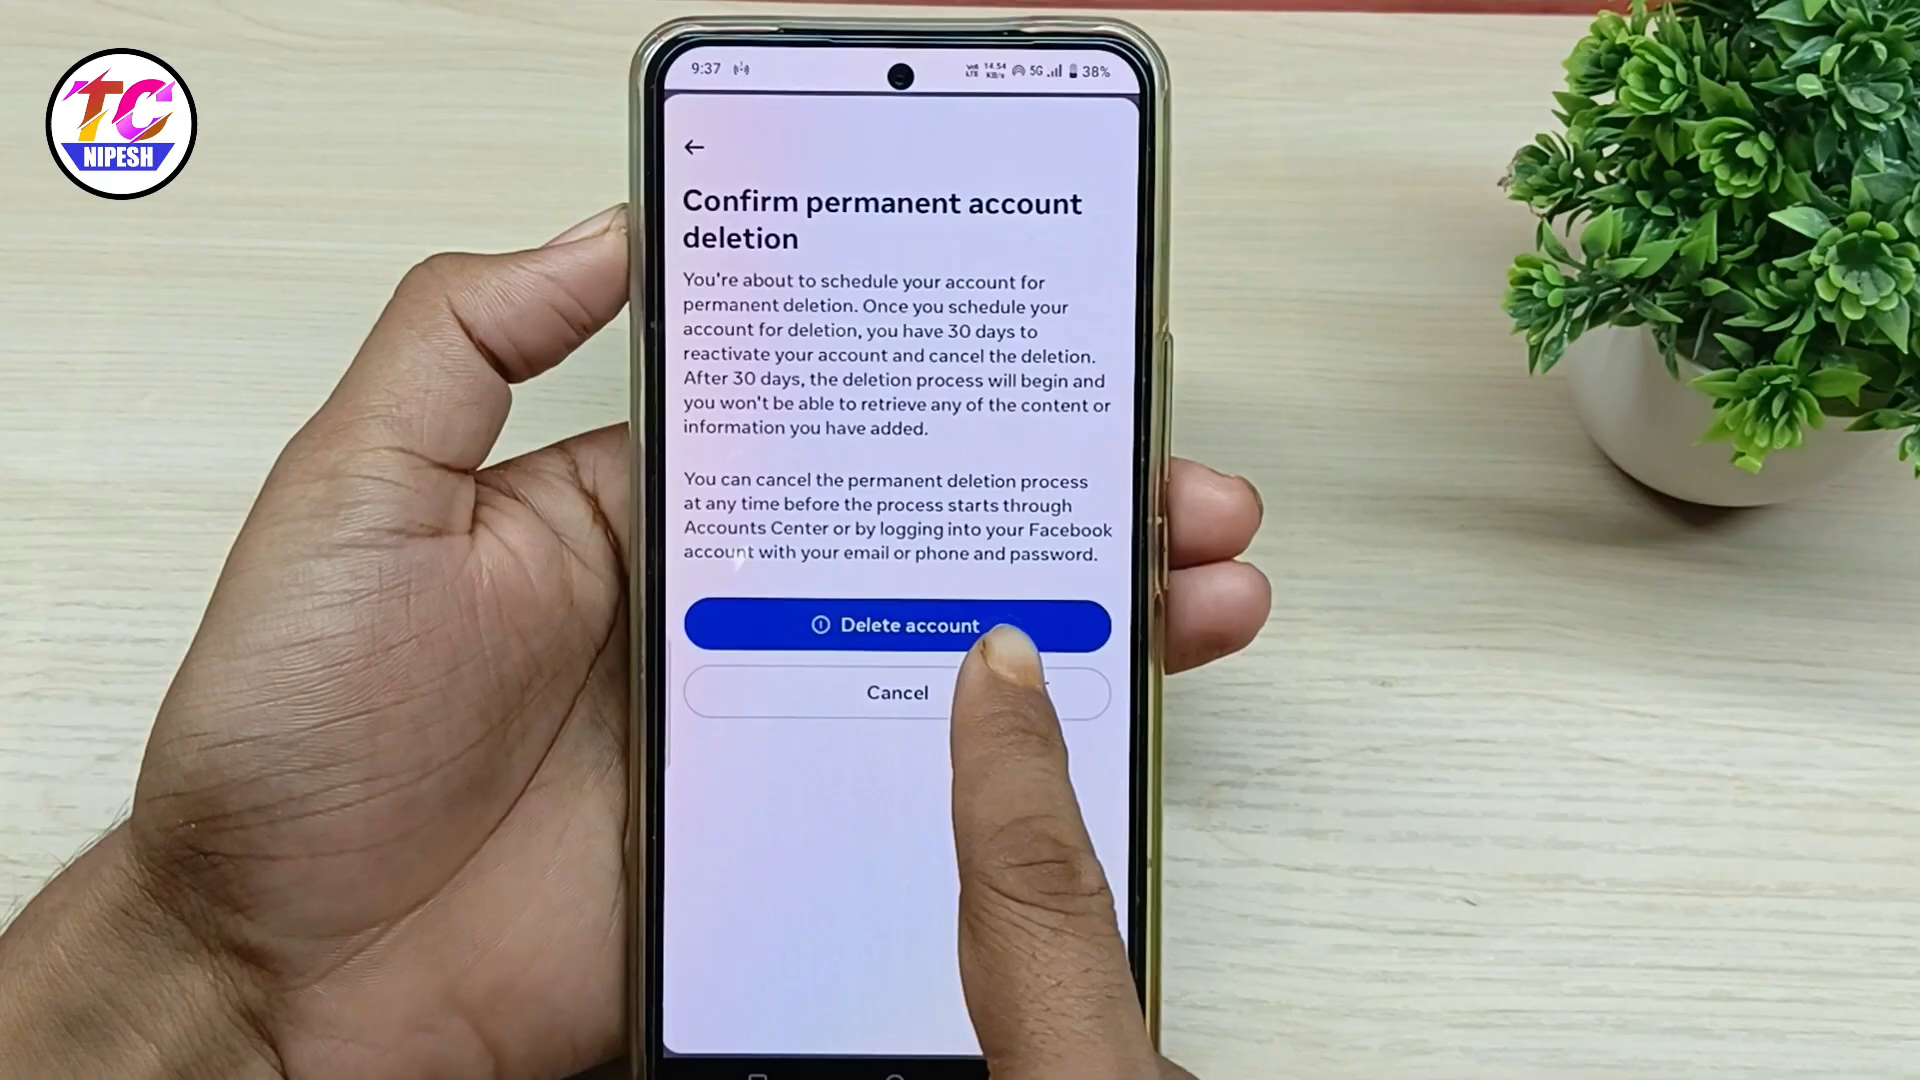 TC
NIPESH
9:37
VoI LTE 14.54 KB/s 5G 38%
Confirm permanent account
deletion
You're about to schedule your account for
permanent deletion. Once you schedule your
account for deletion, you have 30 days to
reactivate your account and cancel the deletion.
After 30 days, the deletion process will begin and
you won't be able to retrieve any of the content or
information you have added.
You can cancel the permanent deletion process
at any time before the process starts through
Accounts Center or by logging into your Facebook
account with your email or phone and password.
Delete account
Cancel